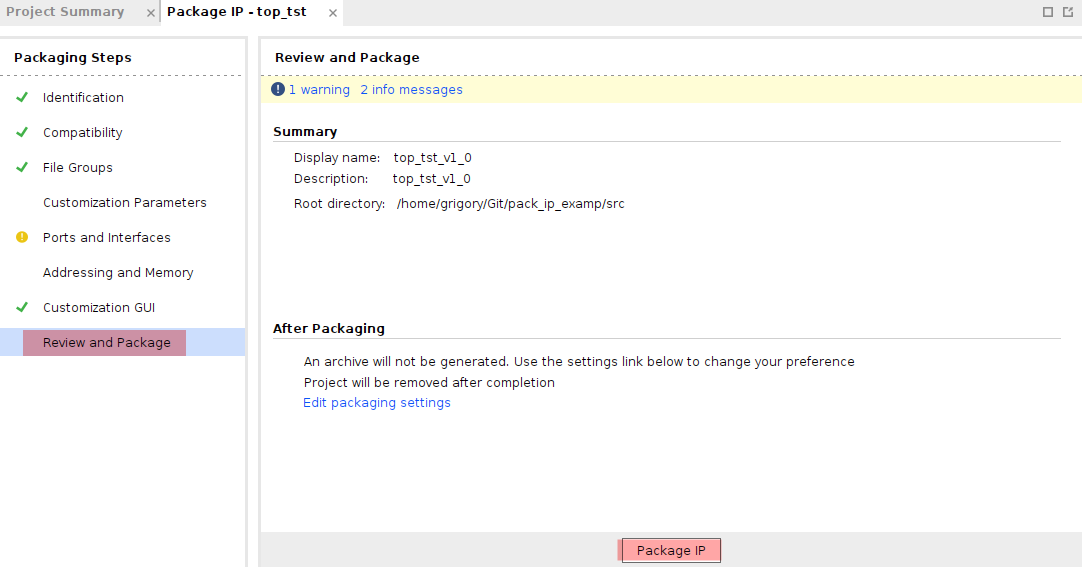 Project Summary
Package IP - top_tst
Packaging Steps
Identification
Compatibility
File Groups
Customization Parameters
Ports and Interfaces
Addressing and Memory
Customization GUI
Review and Package
Review and Package
1 warning 2 info messages
Summary
Display name: top_tst_v1_0
Description: top_tst_v1_0
Root directory: /home/grigory/Git/pack_ip_examp/src
After Packaging
An archive will not be generated. Use the settings link below to change your preference
Project will be removed after completion
Edit packaging settings
Package IP